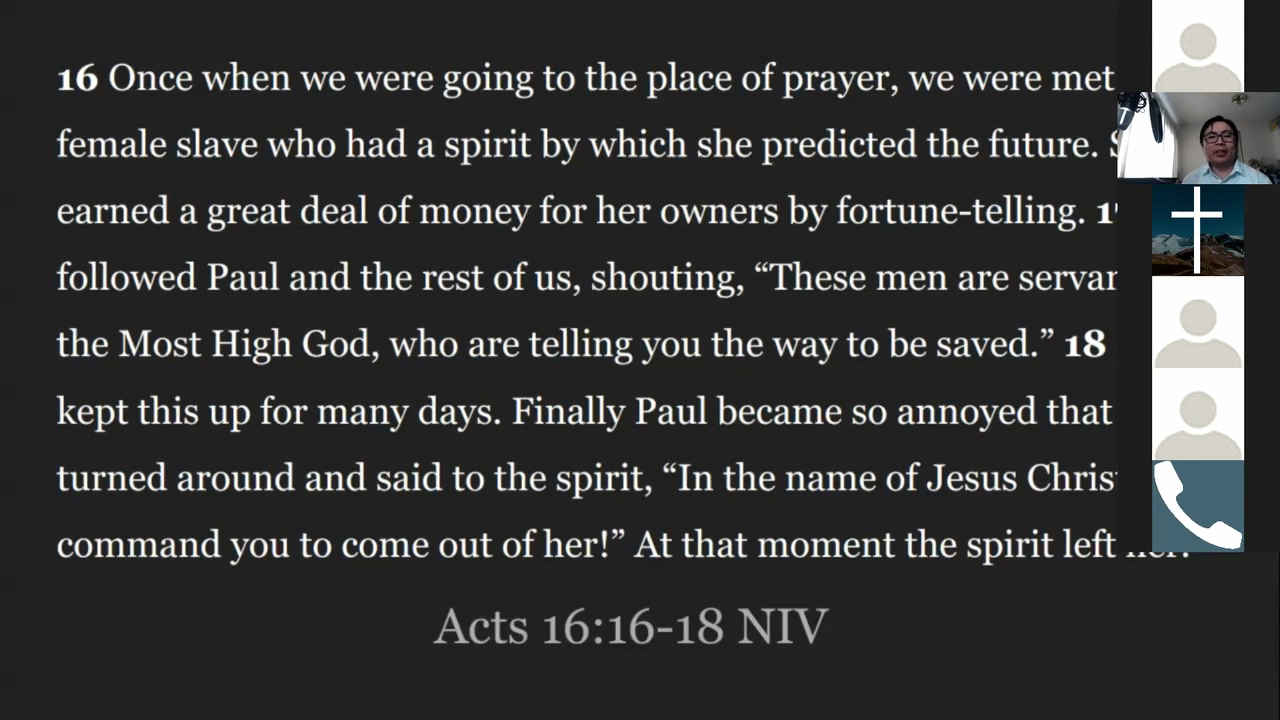 16 Once when we were going to the place of prayer, we were met
female slave who had a spirit by which she predicted the future.
earned a great deal of money for her owners by fortune-telling.
followed Paul and the rest of us, shouting, “These men are
the Most High God, who are telling you the way to be saved.” 18
kept this up for many days. Finally Paul became so annoyed that
turned around and said to the spirit, “In the name of Jesus
command you to come out of her!” At that moment the spirit left
Acts 16:16-18 NIV